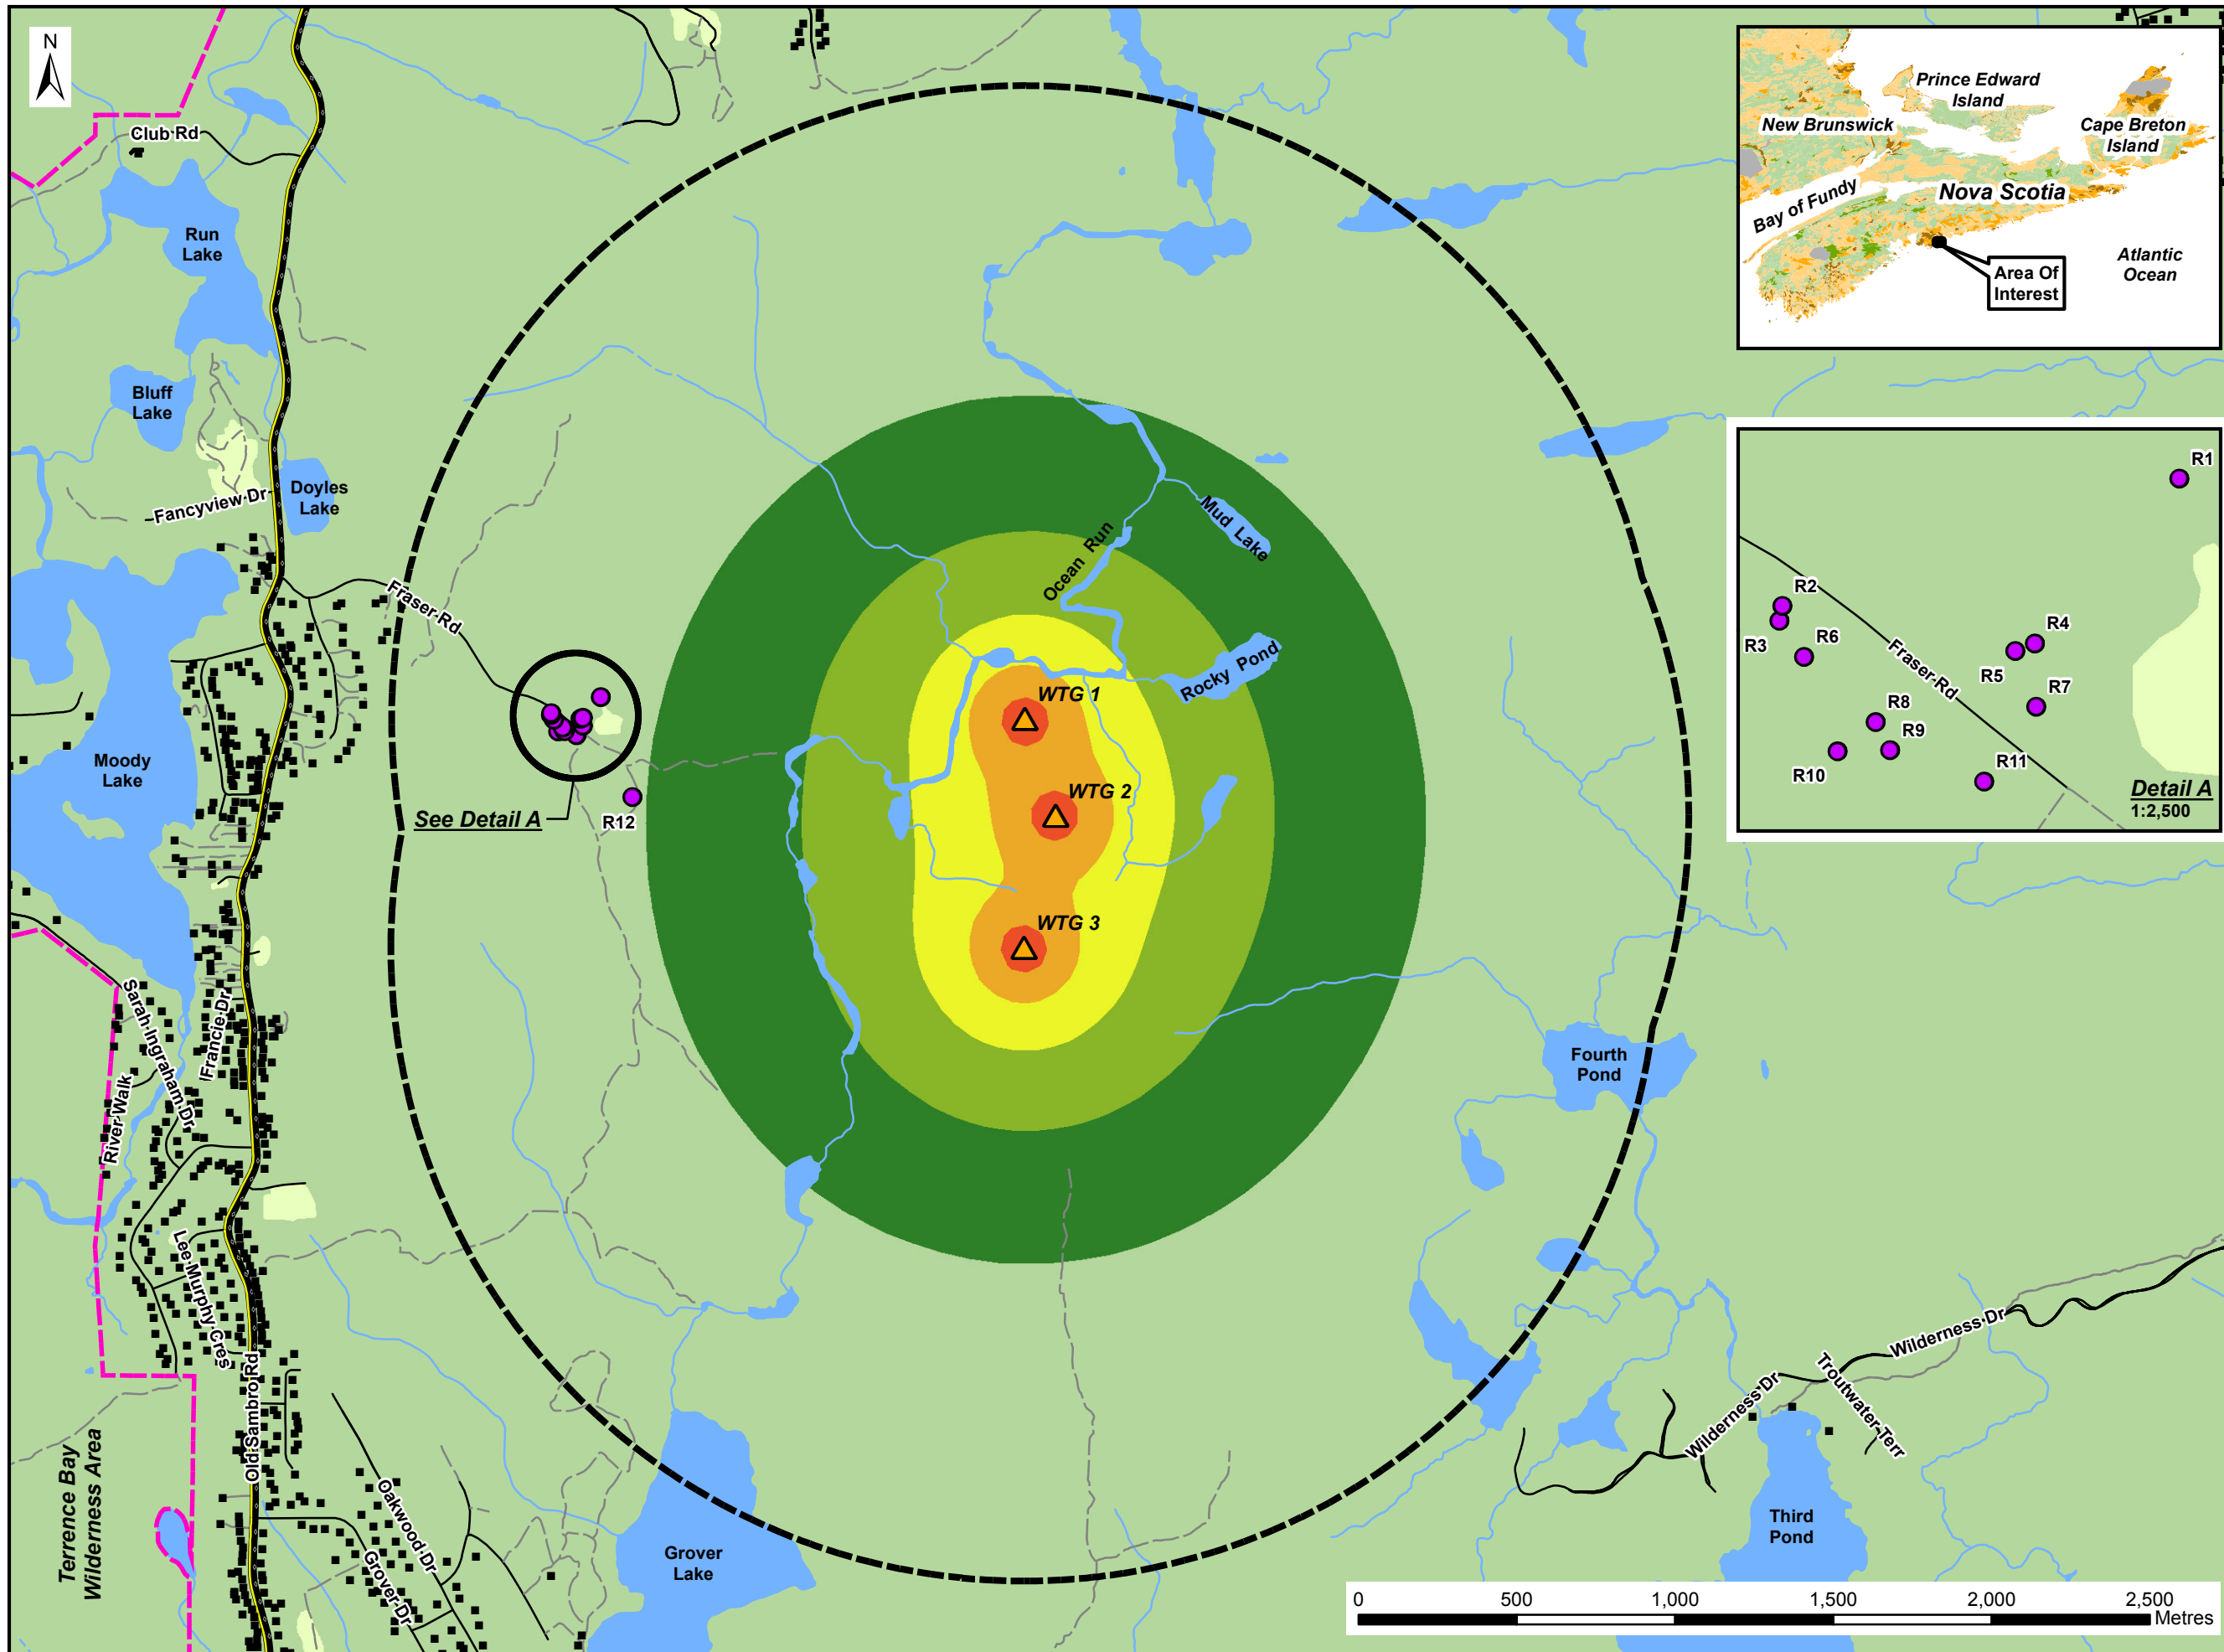 N
Club Rd
Run
Lake
Bluff
Lake
Fancyview Dr
Doyles
Lake
Fraser Rd
Moody
Lake
See Detail A
R12
Mud Lake
Ocean Run
Rocky Pond
WTG 1
WTG 2
WTG 3
Sarah Ingraham Dr
Francie Dr
River Walk
Lee Murphy Cres
Old Sambro Rd
Oakwood Dr
Grover Dr
Terrence Bay
Wilderness Area
Grover
Lake
Fourth
Pond
Wilderness Dr
Wilderness Dr
Troutwater Terr
Third
Pond
Prince Edward
Island
New Brunswick
Cape Breton
Island
Bay of Fundy
Nova Scotia
Atlantic
Ocean
Area Of
Interest
R1
R2
R3
R6
R4
R5
Fraser Rd
R7
R8
R9
R10
R11
Detail A
1:2,500
0 500 1,000 1,500 2,000 2,500
Metres